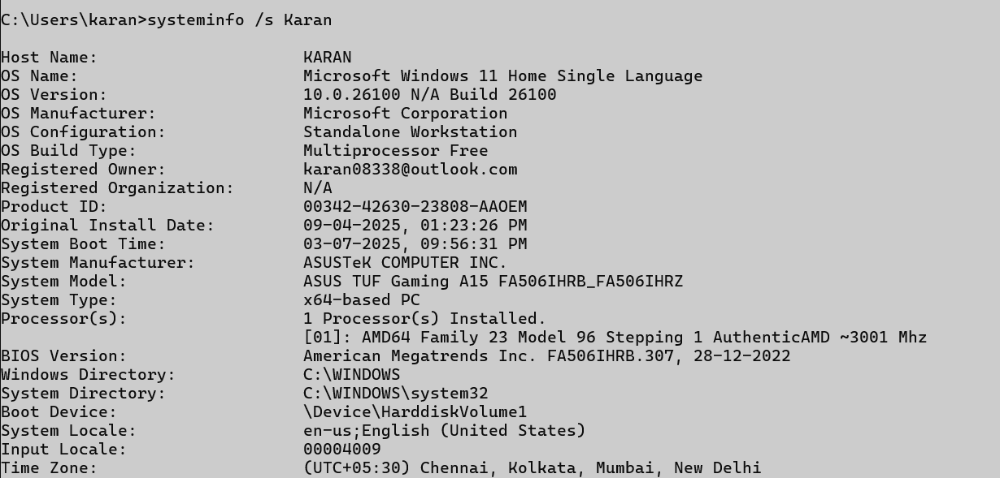 C:\Users\karan>systeminfo /s Karan
Host Name: KARAN
OS Name: Microsoft Windows 11 Home Single Language
OS Version: 10.0.26100 N/A Build 26100
OS Manufacturer: Microsoft Corporation
OS Configuration: Standalone Workstation
OS Build Type: Multiprocessor Free
Registered Owner: karan08338@outlook.com
Registered Organization: N/A
Product ID: 00342-42630-23808-AAOEM
Original Install Date: 09-04-2025, 01:23:26 PM
System Boot Time: 03-07-2025, 09:56:31 PM
System Manufacturer: ASUSTeK COMPUTER INC.
System Model: ASUS TUF Gaming A15 FA506IHRB_FA506IHRZ
System Type: x64-based PC
Processor(s): 1 Processor(s) Installed.
[01]: AMD64 Family 23 Model 96 Stepping 1 AuthenticAMD ~3001 Mhz
BIOS Version: American Megatrends Inc. FA506IHRB.307, 28-12-2022
Windows Directory: C:\WINDOWS
System Directory: C:\WINDOWS\system32
Boot Device: \Device\HarddiskVolume1
System Locale: en-us;English (United States)
Input Locale: 00004009
Time Zone: (UTC+05:30) Chennai, Kolkata, Mumbai, New Delhi